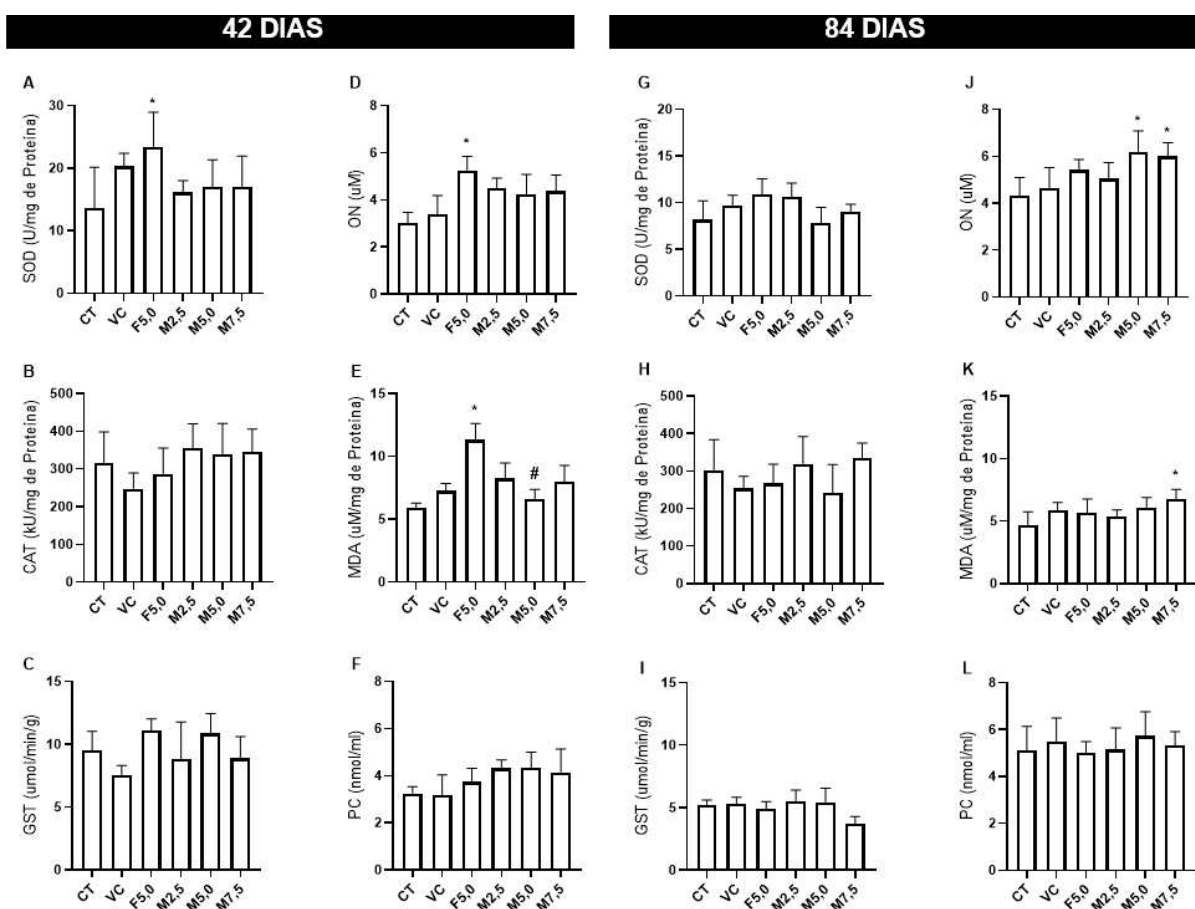 42 DIAS
84 DIAS
A
SOD (U/mg de Proteína)
30
20
10
0
*
CT VC F5,0 M2,5 M5,0 M7,5
D
ON (uM)
8
6
4
2
0
*
CT VC F5,0 M2,5 M5,0 M7,5
G
SOD (U/mg de Proteína)
20
15
10
5
0
CT VC F5,0 M2,5 M5,0 M7,5
J
ON (uM)
8
6
4
2
0
* *
CT VC F5,0 M2,5 M5,0 M7,5
B
CAT (kU/mg de Proteína)
500
400
300
200
100
0
CT VC F5,0 M2,5 M5,0 M7,5
E
MDA (uM/mg de Proteína)
15
10
5
0
* #
CT VC F5,0 M2,5 M5,0 M7,5
H
CAT (kU/mg de Proteína)
500
400
300
200
100
0
CT VC F5,0 M2,5 M5,0 M7,5
K
MDA (uM/mg de Proteína)
15
10
5
0
*
CT VC F5,0 M2,5 M5,0 M7,5
C
GST (umol/min/g)
15
10
5
0
CT VC F5,0 M2,5 M5,0 M7,5
F
PC (nmol/ml)
8
6
4
2
0
CT VC F5,0 M2,5 M5,0 M7,5
I
GST (umol/min/g)
15
10
5
0
CT VC F5,0 M2,5 M5,0 M7,5
L
PC (nmol/ml)
8
6
4
2
0
CT VC F5,0 M2,5 M5,0 M7,5